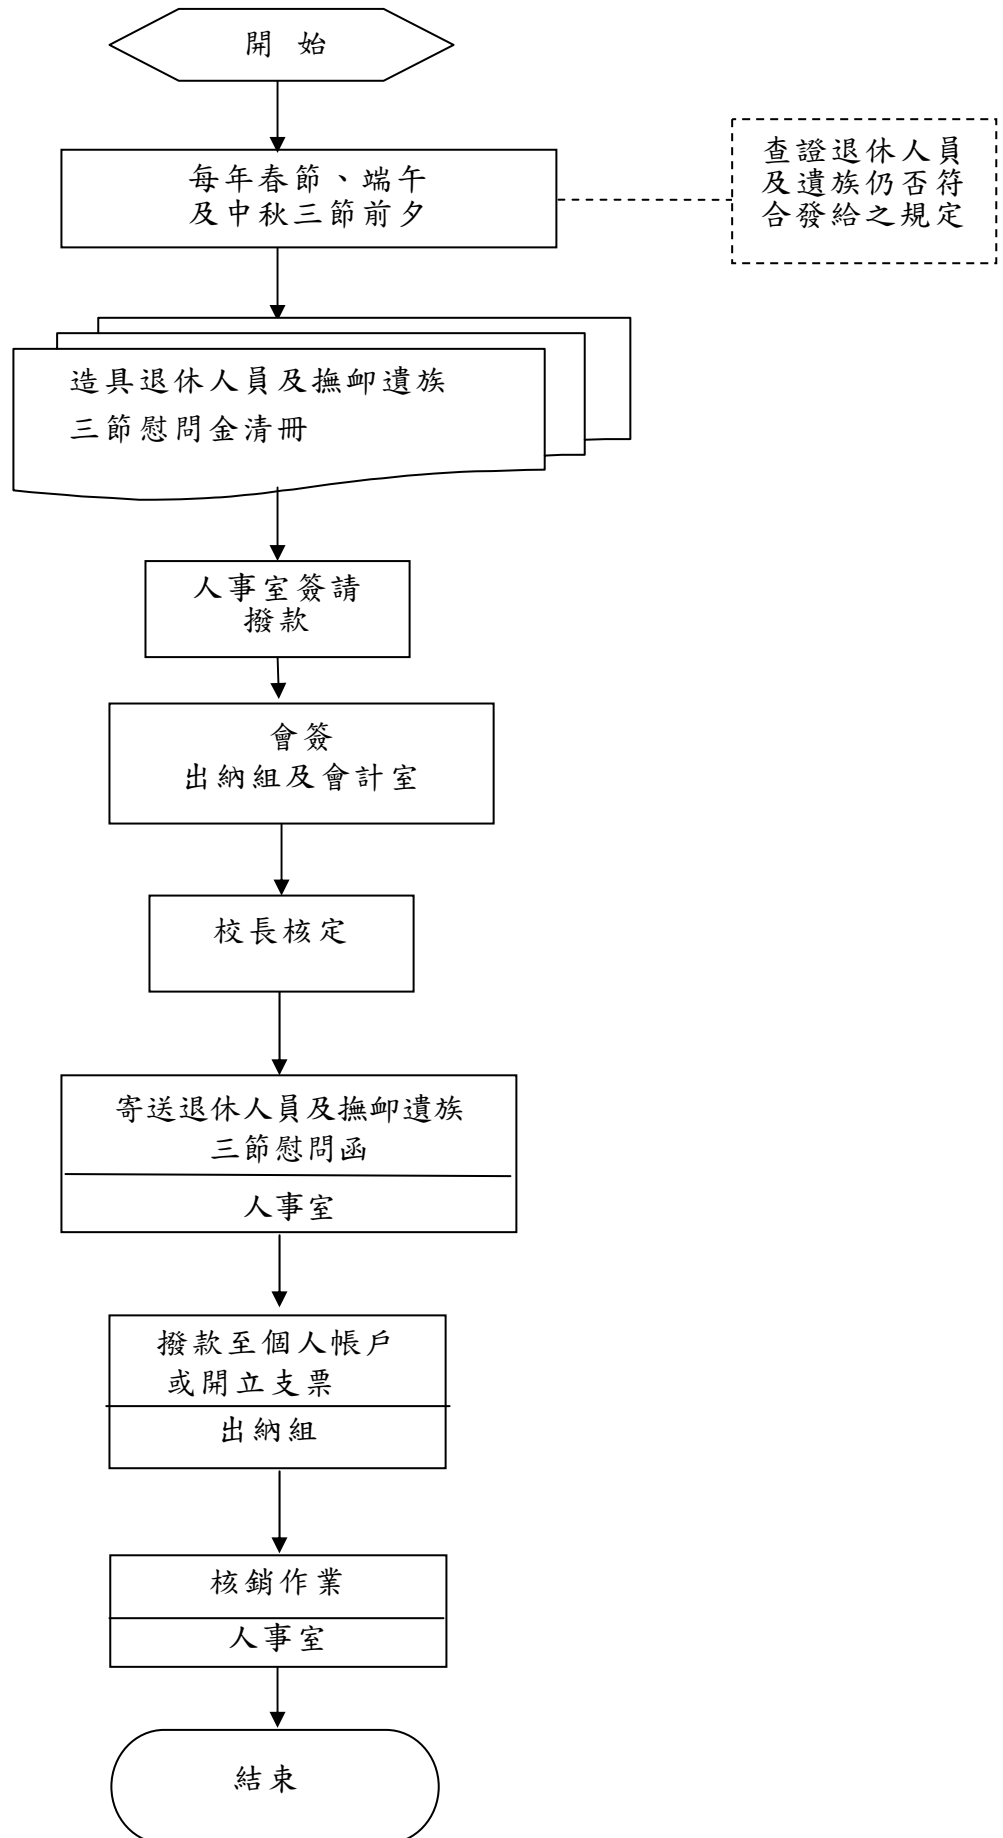 開 始
每年春節、端午
及中秋三節前夕
查證退休人員
及遺族仍否符
合發給之規定
造具退休人員及撫卹遺族
三節慰問金清冊
人事室簽請
撥款
會簽
出納組及會計室
校長核定
寄送退休人員及撫卹遺族
三節慰問函
人事室
撥款至個人帳戶
或開立支票
出納組
核銷作業
人事室
結束